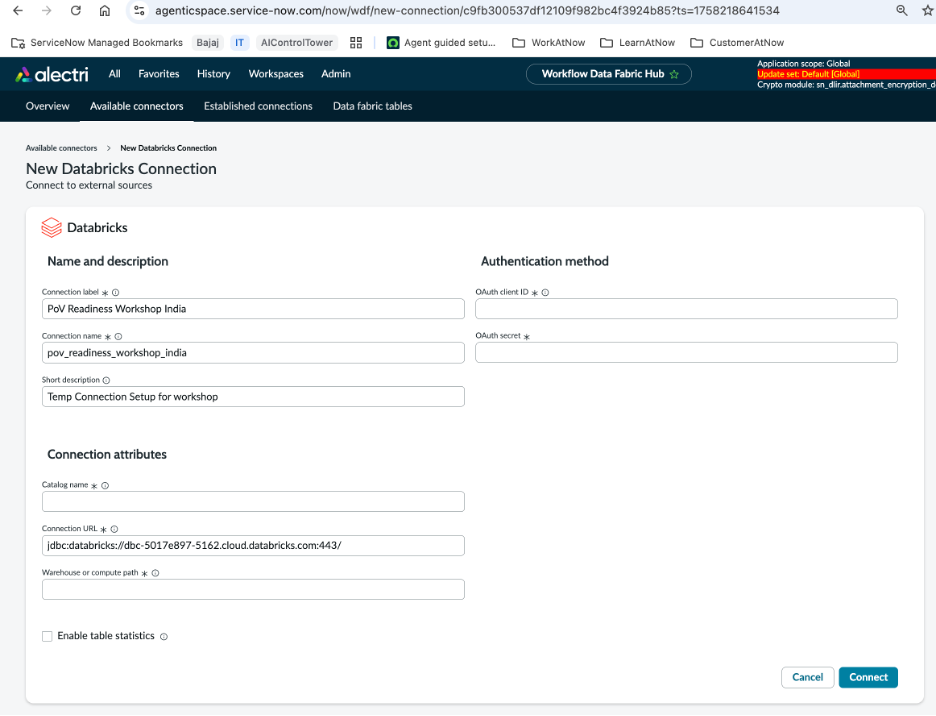 agenticspace.service-now.com/now/wdf/new-connection/c9fb300537df12109f982bc4f3924b85?ts=1758218641534
ServiceNow Managed Bookmarks Bajaj IT AIControlTower Agent guided setu... WorkAtNow LearnAtNow CustomerAtNow
alectri All Favorites History Workspaces Admin Workflow Data Fabric Hub
Application scope: Global
Update set: Default [Global]
Crypto module: sn_dlir.attachment_encryption_d
Overview Available connectors Established connections Data fabric tables
Available connectors > New Databricks Connection
New Databricks Connection
Connect to external sources
Databricks
Name and description
Connection label *
PoV Readiness Workshop India
Connection name *
pov_readiness_workshop_india
Short description
Temp Connection Setup for workshop
Authentication method
OAuth client ID *
OAuth secret *
Connection attributes
Catalog name *
Connection URL *
jdbc:databricks://dbc-5017e897-5162.cloud.databricks.com:443/
Warehouse or compute path *
Enable table statistics
Cancel Connect